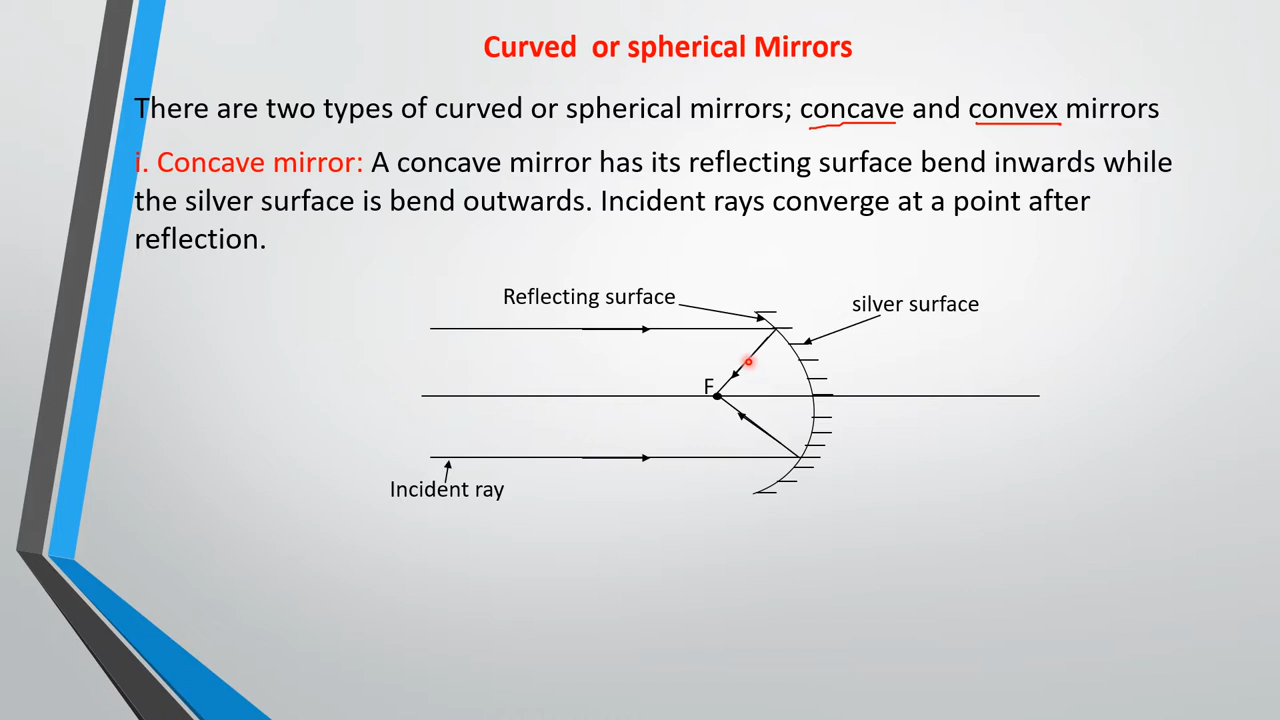 Curved or spherical Mirrors
There are two types of curved or spherical mirrors; concave and convex mirrors
i. Concave mirror: A concave mirror has its reflecting surface bend inwards while
the silver surface is bend outwards. Incident rays converge at a point after
reflection.
Reflecting surface
silver surface
F
Incident ray